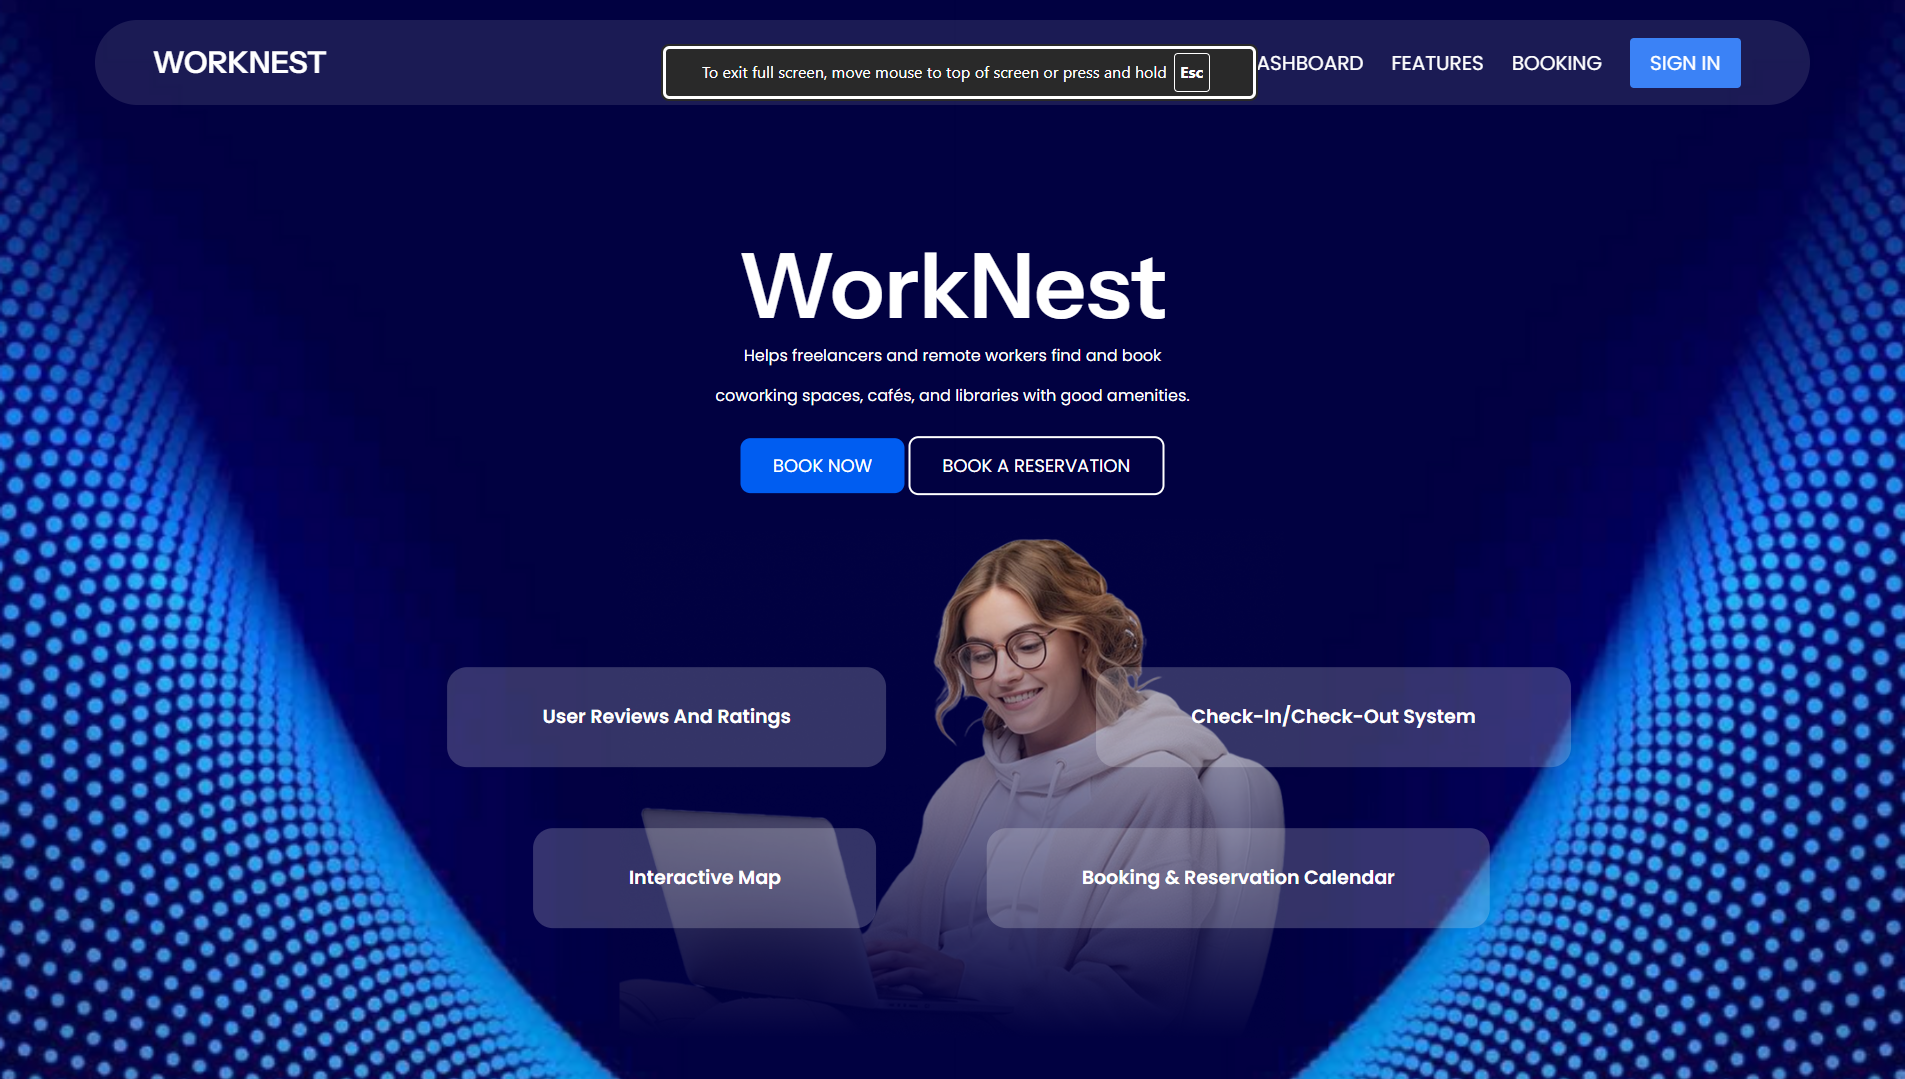 WORKNEST
To exit full screen, move mouse to top of screen or press and hold Esc
ASHBOARD
FEATURES
BOOKING
SIGN IN
WorkNest
Helps freelancers and remote workers find and book
coworking spaces, cafés, and libraries with good amenities.
BOOK NOW
BOOK A RESERVATION
User Reviews And Ratings
Check-In/Check-Out System
Interactive Map
Booking & Reservation Calendar